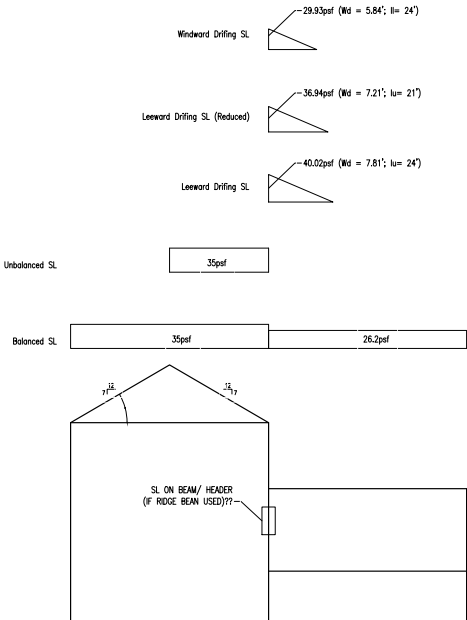 29.93psf (Wd = 5.84'; ll= 24')
Windward Drifing SL
36.94psf (Wd = 7.21'; lu= 21')
Leeward Drifing SL (Reduced)
40.02psf (Wd = 7.81'; lu= 24')
Leeward Drifing SL
Unbalanced SL
35psf
Balanced SL
35psf
26.2psf
12
7
12
7
SL ON BEAM/ HEADER
(IF RIDGE BEAN USED)??